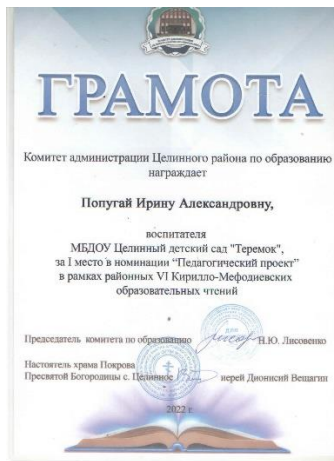 ГРАМОТА
Комитет администрации Целинного района по образованию
награждает
Попугай Ирину Александровну,
воспитателя
МБДОУ Целинный детский сад "Теремок",
за I место в номинации “Педагогический проект”
в рамках районных VI Кирилло-Мефодиевских
образовательных чтений
Председатель комитета по образованию Н.Ю. Лисовенко
Настоятель храма Покрова
Пресвятой Богородицы с. Целинное иерей Дионисий Вещагин
2022 г